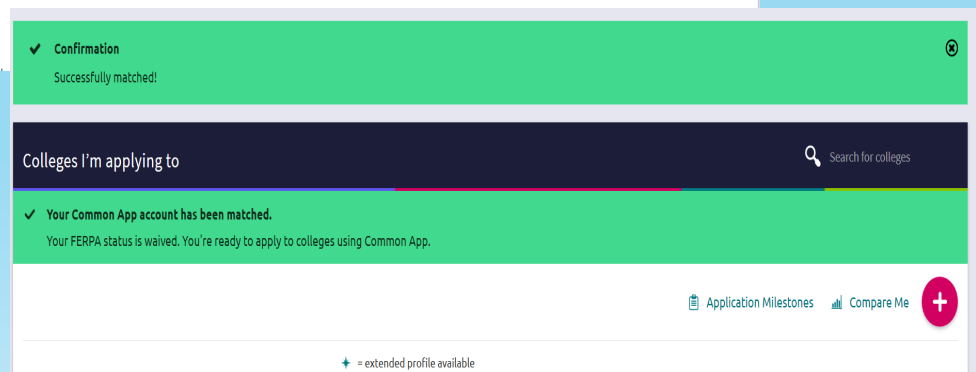 Confirmation
Successfully matched!
Colleges I'm applying to
Search for colleges
Your Common App account has been matched.
Your FERPA status is waived. You're ready to apply to colleges using Common App.
Application Milestones
Compare Me
= extended profile available